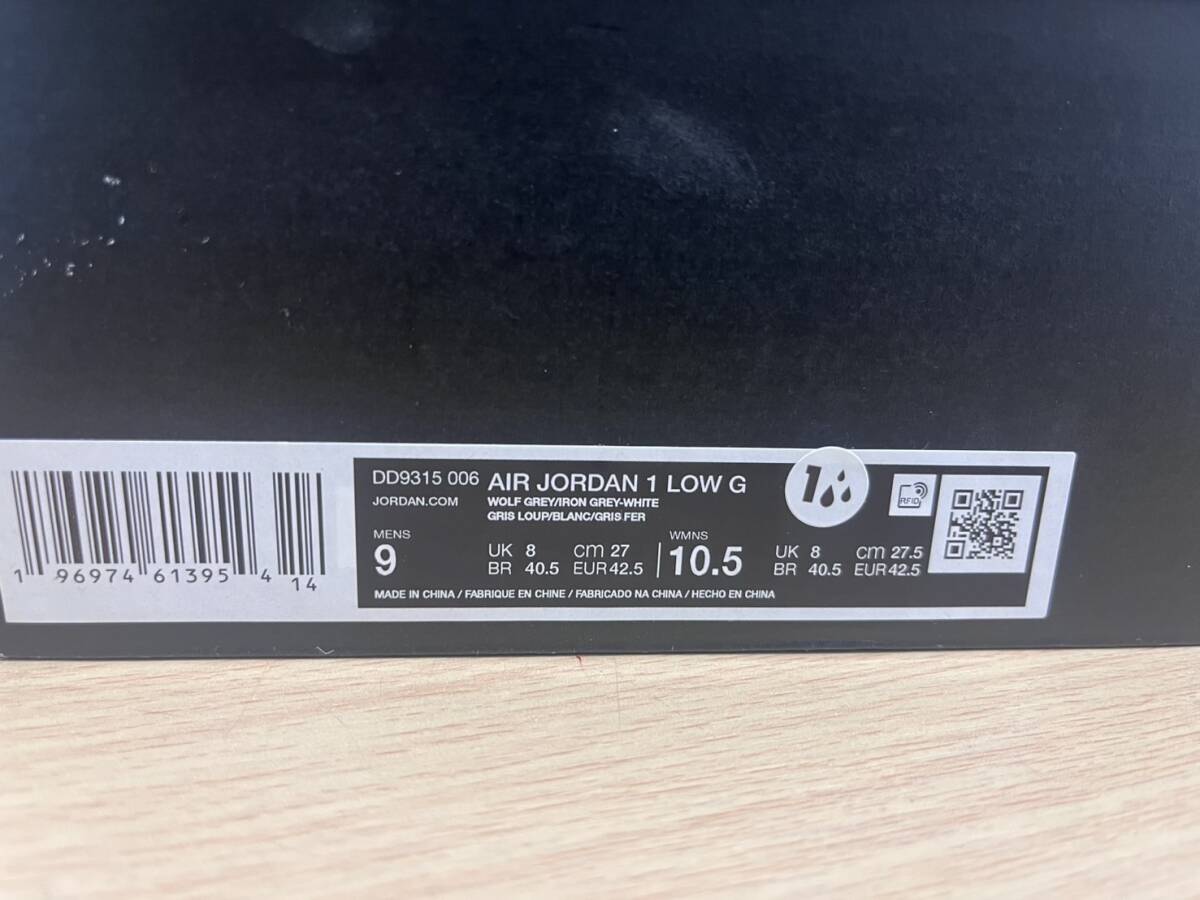 DD9315 006 AIR JORDAN 1 LOW G
JORDAN.COM
WOLF GREY/IRON GREY-WHITE
GRIS LOUP/BLANC/GRIS FER
MENS
9
UK 8 cm 27
BR 40.5 EUR 42.5
WMNS
10.5
UK 8 cm 27.5
BR 40.5 EUR 42.5
MADE IN CHINA / FABRIQUE EN CHINE / FABRICADO NA CHINA / HECHO EN CHINA
1
RFID
1 96974 61395 4 14